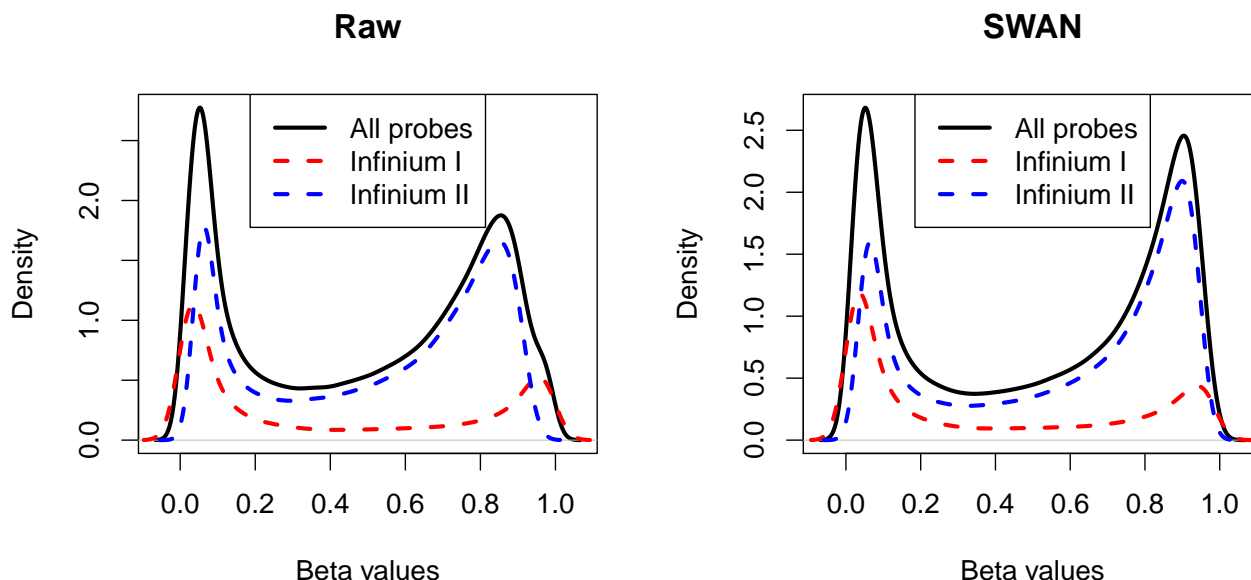 Raw
All probes
Infinium I
Infinium II
Density
0.0
1.0
2.0
0.0 0.2 0.4 0.6 0.8 1.0
Beta values
SWAN
All probes
Infinium I
Infinium II
Density
0.0
0.5
1.0
1.5
2.0
2.5
0.0 0.2 0.4 0.6 0.8 1.0
Beta values